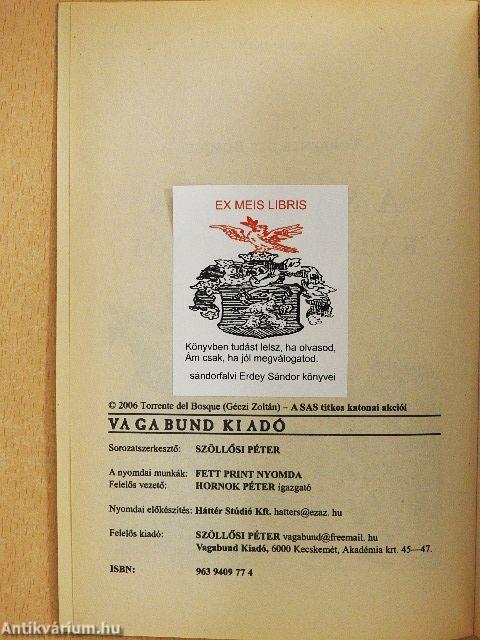 EX MEIS LIBRIS
Könyvben tudást lelsz, ha olvasod,
Ám csak, ha jól megválogatod.
sándorfalvi Erdey Sándor könyvei
© 2006 Torrente del Bosque (Géczi Zoltán) – A SAS titkos katonai akciói
VAGABUND KIADÓ
Sorozatszerkesztő: SZÖLLŐSI PÉTER
A nyomdai munkák: FETT PRINT NYOMDA
Felelős vezető: HORNOK PÉTER igazgató
Nyomdai előkészítés: Háttér Stúdió Kft. hatters@ezaz.hu
Felelős kiadó: SZÖLLŐSI PÉTER vagabund@freemail.hu
Vagabund Kiadó, 6000 Kecskemét, Akadémia krt. 45—47.
ISBN: 963 9409 77 4
Antikvárium.hu